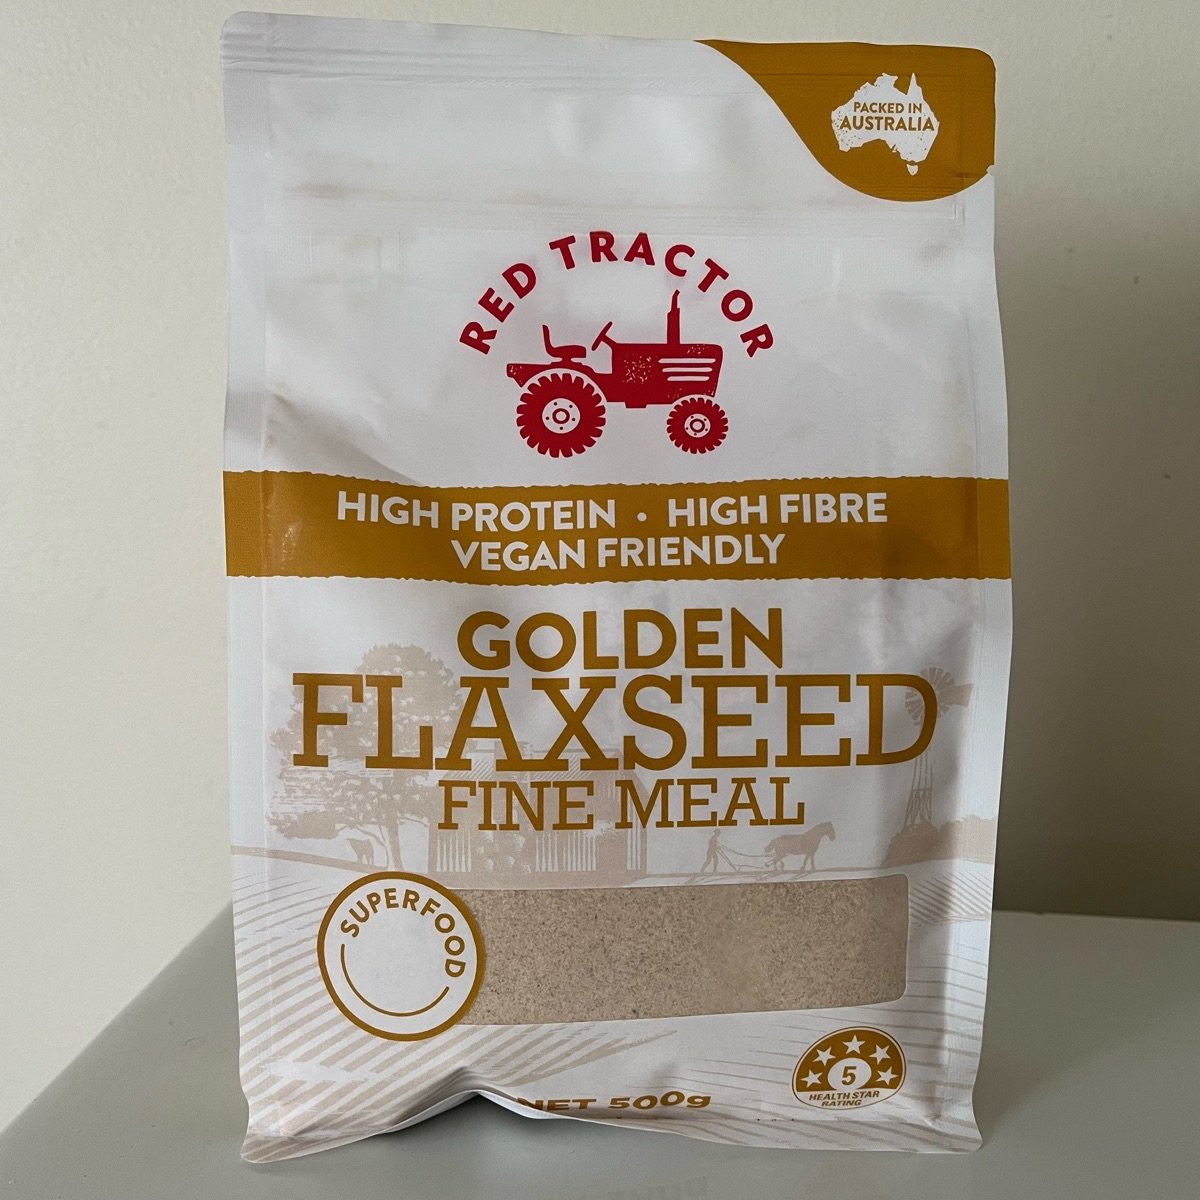 PACKED IN
AUSTRALIA
RED TRACTOR
HIGH PROTEIN · HIGH FIBRE
VEGAN FRIENDLY
GOLDEN
FLAXSEED
FINE MEAL
SUPERFOOD
5
HEALTH STAR
RATING
NET 500g